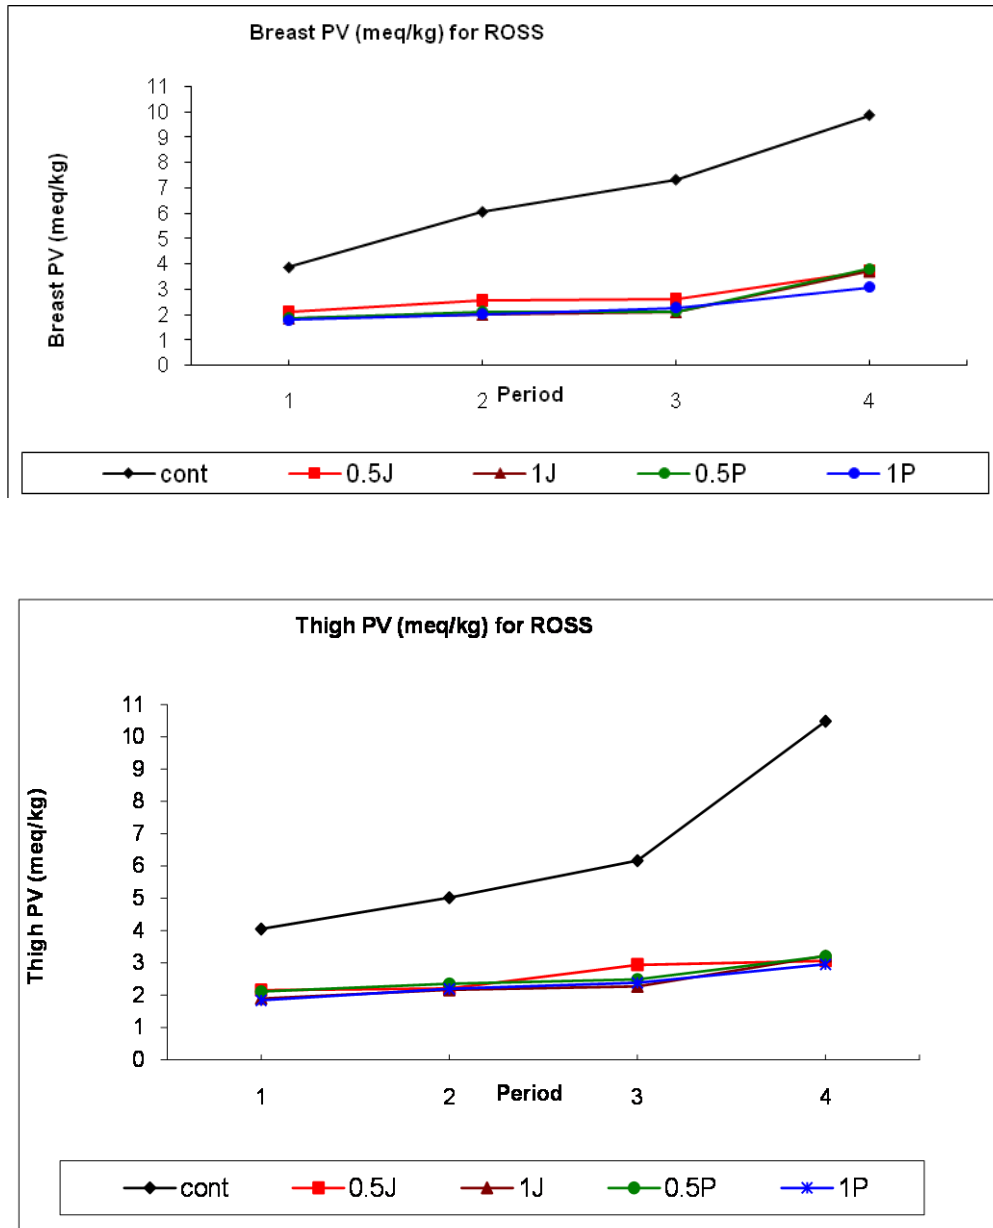 Breast PV (meq/kg) for ROSS
Breast PV (meq/kg)
11
10
9
8
7
6
5
4
3
2
1
0
1 2 3 4
Period
cont 0.5J 1J 0.5P 1P
Thigh PV (meq/kg) for ROSS
Thigh PV (meq/kg)
11
10
9
8
7
6
5
4
3
2
1
0
1 2 3 4
Period
cont 0.5J 1J 0.5P 1P